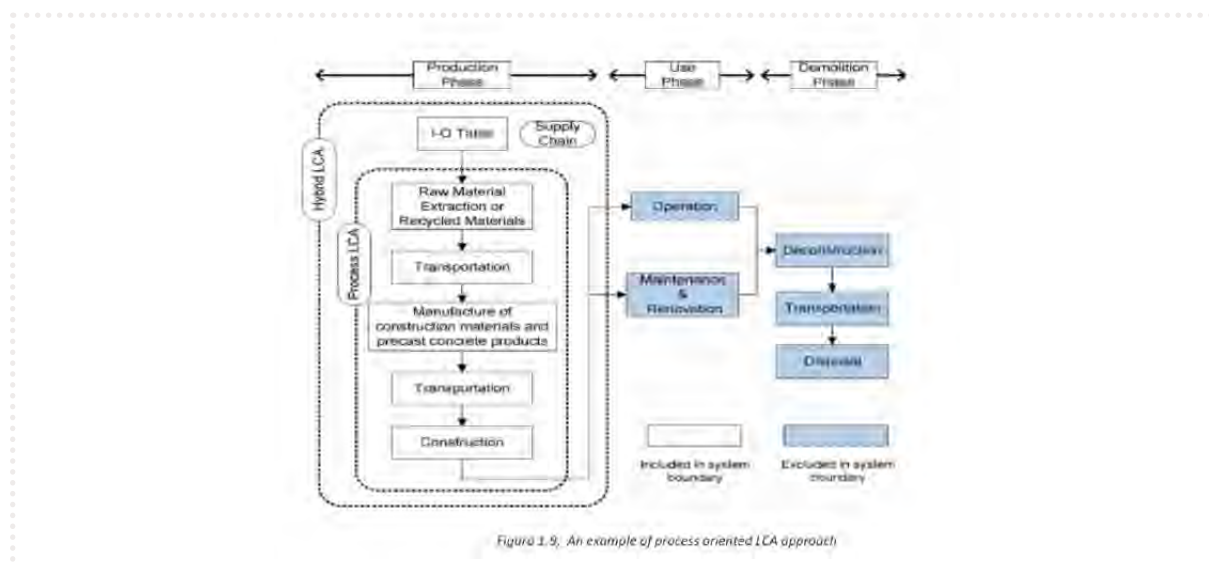 Production
Phase
Use
Phase
Demolition
Phase
I-O Table
Supply
Chain
Hybrid LCA
Process LCA
Raw Material
Extraction or
Recycled Materials
Transportation
Manufacture of
construction materials and
precast concrete products
Transportation
Construction
Operation
Maintenance
&
Renovation
Deconstruction
Transportation
Disposal
Included in system
boundary
Excluded in system
boundary
Figure 1.9. An example of process oriented LCA approach